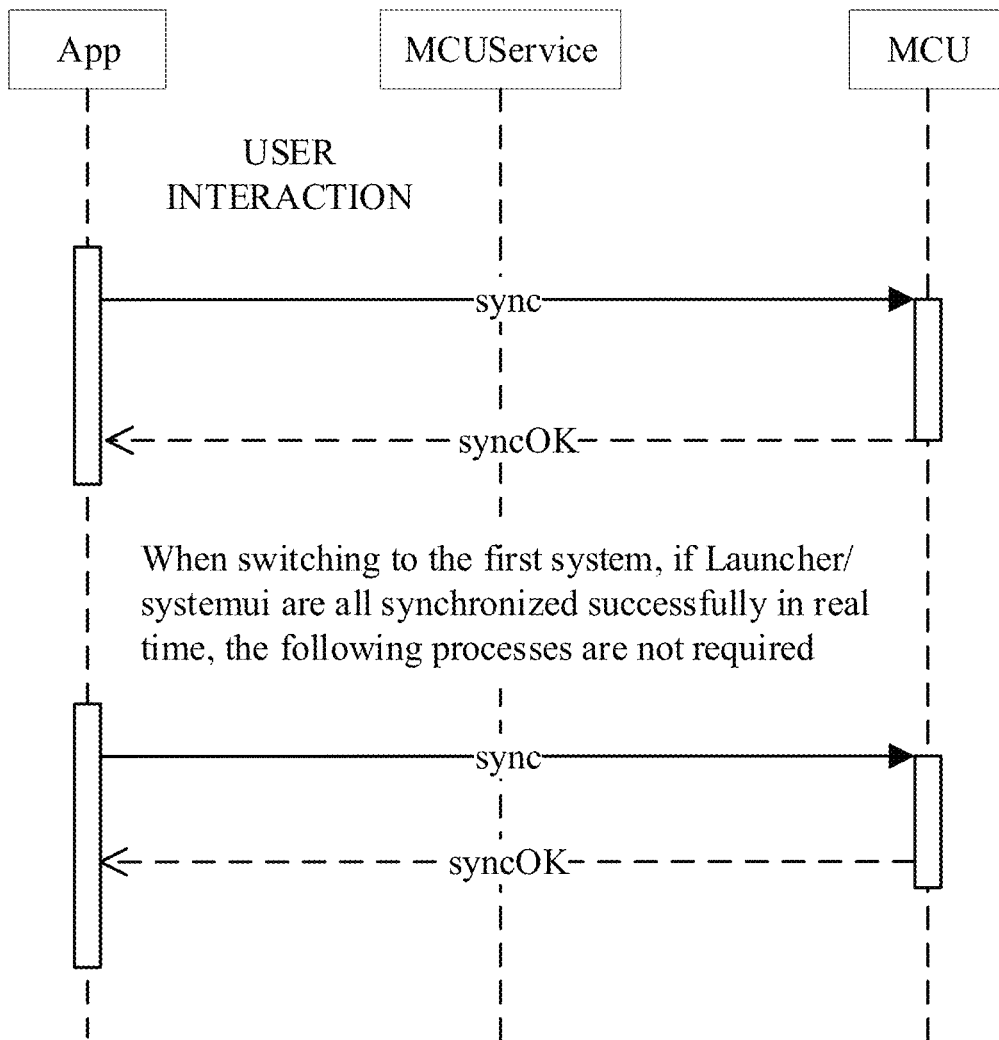 App
MCUService
MCU
USER
INTERACTION
sync
syncOK
When switching to the first system, if Launcher/
systemui are all synchronized successfully in real
time, the following processes are not required
sync
syncOK